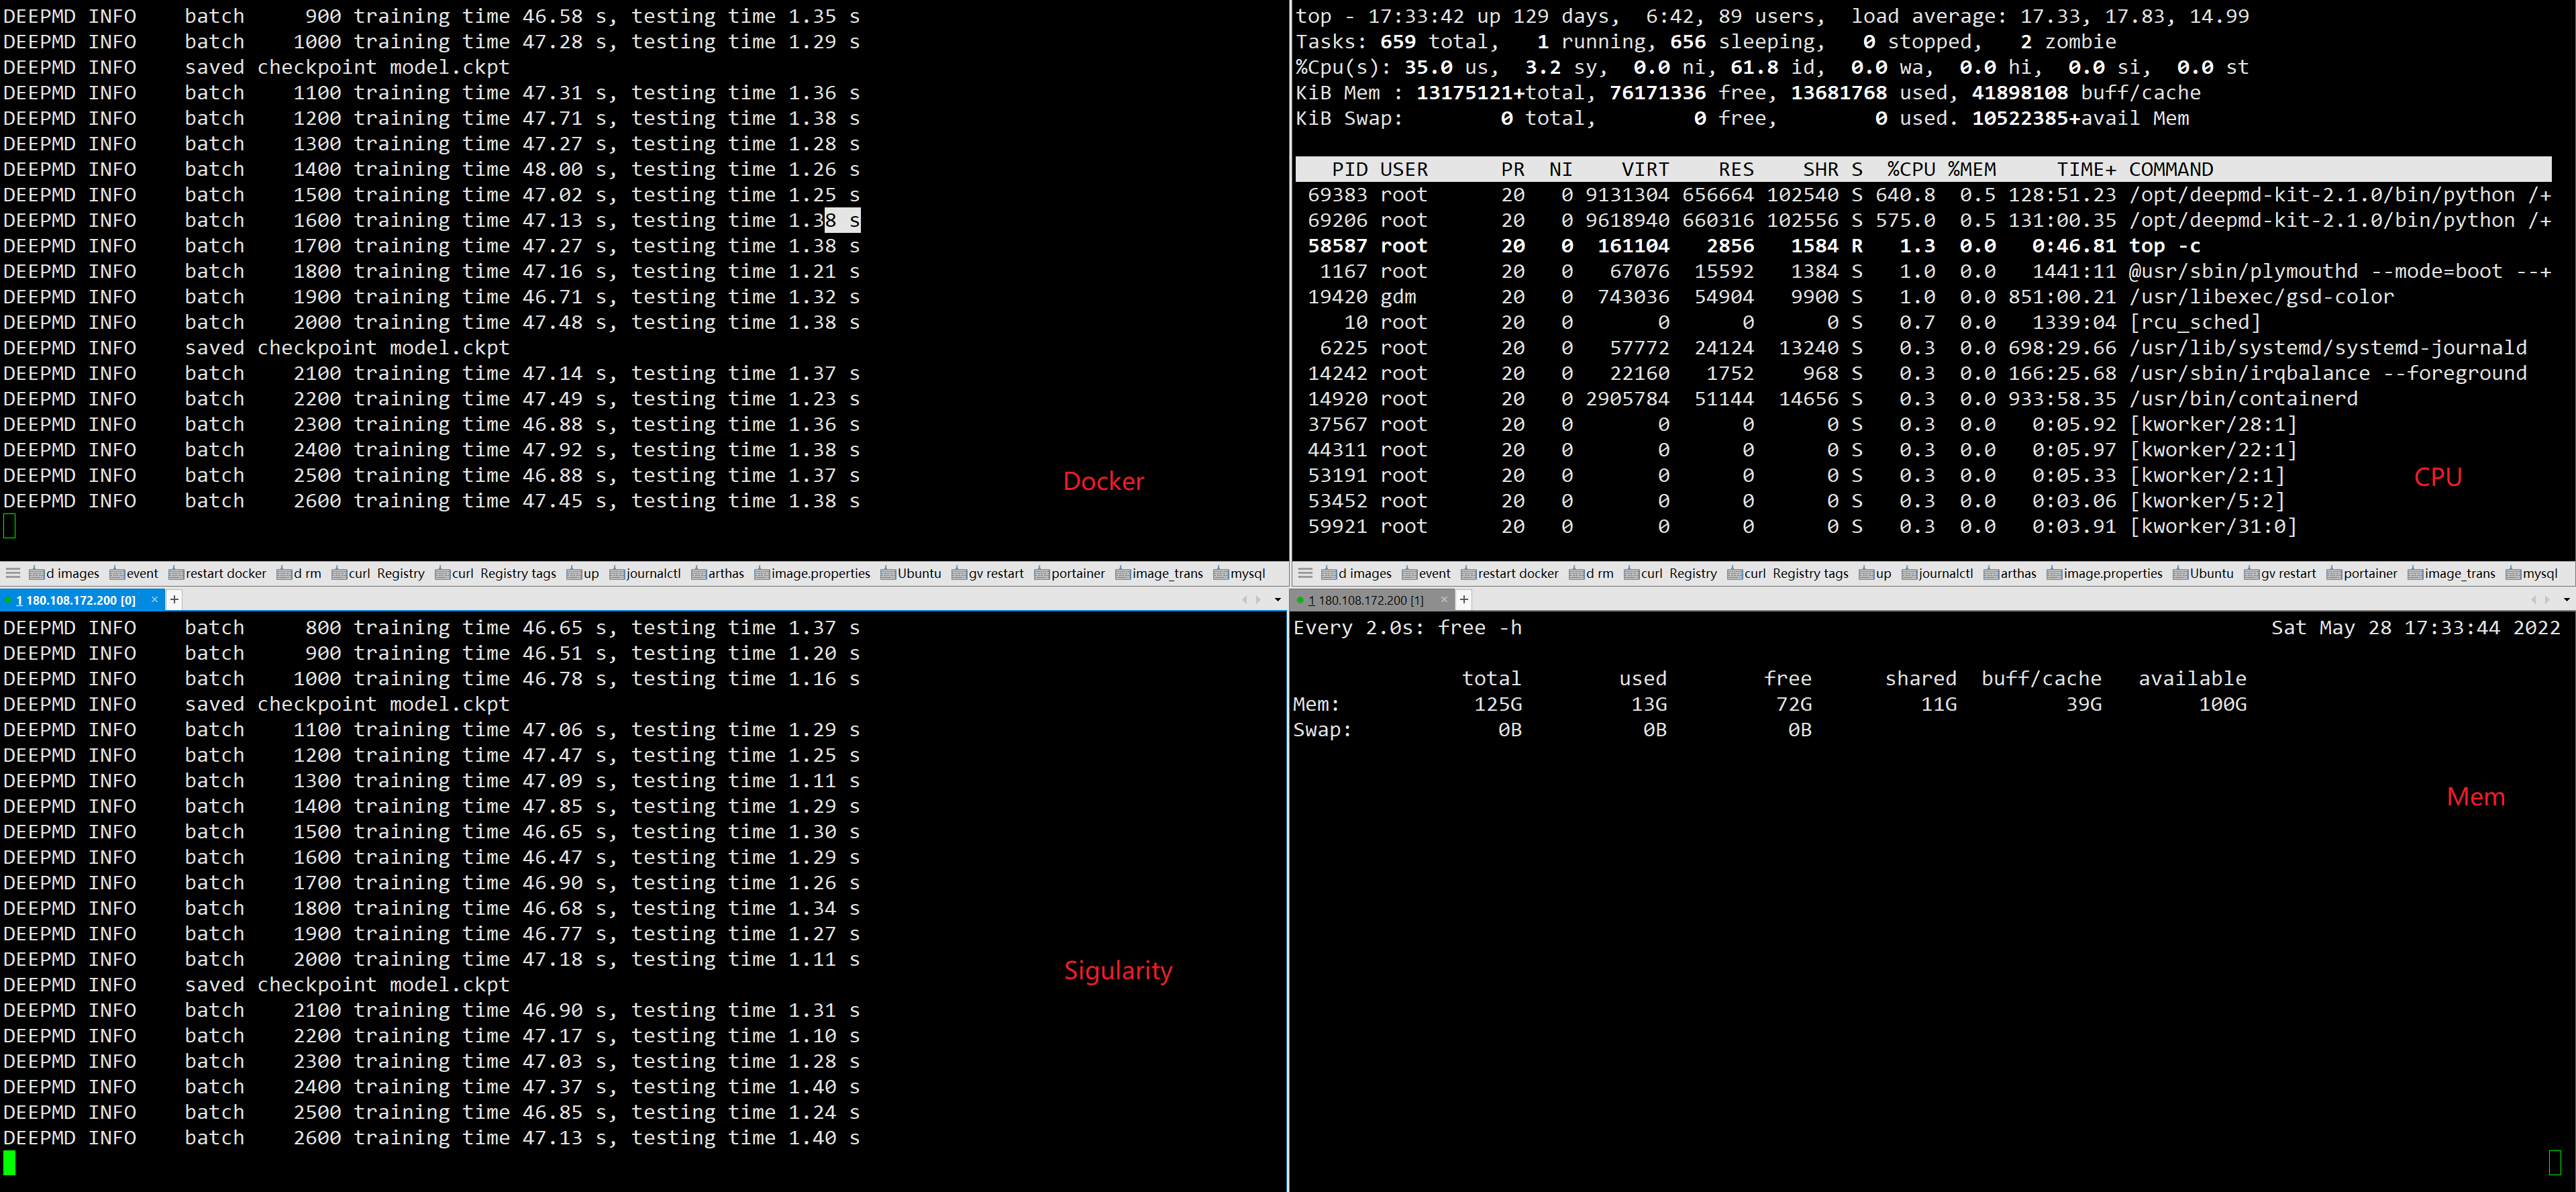 DEEPMD INFO    batch     900 training time 46.58 s, testing time 1.35 s
DEEPMD INFO    batch    1000 training time 47.28 s, testing time 1.29 s
DEEPMD INFO    saved checkpoint model.ckpt
DEEPMD INFO    batch    1100 training time 47.31 s, testing time 1.36 s
DEEPMD INFO    batch    1200 training time 47.71 s, testing time 1.38 s
DEEPMD INFO    batch    1300 training time 47.27 s, testing time 1.28 s
DEEPMD INFO    batch    1400 training time 48.00 s, testing time 1.26 s
DEEPMD INFO    batch    1500 training time 47.02 s, testing time 1.25 s
DEEPMD INFO    batch    1600 training time 47.13 s, testing time 1.38 s
DEEPMD INFO    batch    1700 training time 47.27 s, testing time 1.38 s
DEEPMD INFO    batch    1800 training time 47.16 s, testing time 1.21 s
DEEPMD INFO    batch    1900 training time 46.71 s, testing time 1.32 s
DEEPMD INFO    batch    2000 training time 47.48 s, testing time 1.38 s
DEEPMD INFO    saved checkpoint model.ckpt
DEEPMD INFO    batch    2100 training time 47.14 s, testing time 1.37 s
DEEPMD INFO    batch    2200 training time 47.49 s, testing time 1.23 s
DEEPMD INFO    batch    2300 training time 46.88 s, testing time 1.36 s
DEEPMD INFO    batch    2400 training time 47.92 s, testing time 1.38 s
DEEPMD INFO    batch    2500 training time 46.88 s, testing time 1.37 s
DEEPMD INFO    batch    2600 training time 47.45 s, testing time 1.38 s
Docker
top - 17:33:42 up 129 days,  6:42, 89 users,  load average: 17.33, 17.83, 14.99
Tasks: 659 total,   1 running, 656 sleeping,   0 stopped,   2 zombie
%Cpu(s): 35.0 us,  3.2 sy,  0.0 ni, 61.8 id,  0.0 wa,  0.0 hi,  0.0 si,  0.0 st
KiB Mem : 13175121+total, 76171336 free, 13681768 used, 41898108 buff/cache
KiB Swap:        0 total,        0 free,        0 used. 10522385+avail Mem
PID USER      PR  NI    VIRT    RES    SHR S  %CPU %MEM     TIME+ COMMAND
69383 root      20   0 9131304 656664 102540 S 640.8  0.5 128:51.23 /opt/deepmd-kit-2.1.0/bin/python /+
69206 root      20   0 9618940 660316 102556 S 575.0  0.5 131:00.35 /opt/deepmd-kit-2.1.0/bin/python /+
58587 root      20   0  161104   2856   1584 R   1.3  0.0   0:46.81 top -c
1167 root      20   0   67076  15592   1384 S   1.0  0.0   1441:11 @usr/sbin/plymouthd --mode=boot --+
19420 gdm       20   0  743036  54904   9900 S   1.0  0.0 851:00.21 /usr/libexec/gsd-color
10 root      20   0       0      0      0 S   0.7  0.0   1339:04 [rcu_sched]
6225 root      20   0   57772  24124  13240 S   0.3  0.0 698:29.66 /usr/lib/systemd/systemd-journald
14242 root      20   0   22160   1752    968 S   0.3  0.0 166:25.68 /usr/sbin/irqbalance --foreground
14920 root      20   0 2905784  51144  14656 S   0.3  0.0 933:58.35 /usr/bin/containerd
37567 root      20   0       0      0      0 S   0.3  0.0   0:05.92 [kworker/28:1]
44311 root      20   0       0      0      0 S   0.3  0.0   0:05.97 [kworker/22:1]
53191 root      20   0       0      0      0 S   0.3  0.0   0:05.33 [kworker/2:1]
53452 root      20   0       0      0      0 S   0.3  0.0   0:03.06 [kworker/5:2]
59921 root      20   0       0      0      0 S   0.3  0.0   0:03.91 [kworker/31:0]
CPU
d images event restart docker d rm curl Registry curl Registry tags up journalctl arthas image.properties Ubuntu gv restart portainer image_trans mysql
d images event restart docker d rm curl Registry curl Registry tags up journalctl arthas image.properties Ubuntu gv restart portainer image_trans mysql
1 180.108.172.200 [0] × +
1 180.108.172.200 [1] × +
DEEPMD INFO    batch     800 training time 46.65 s, testing time 1.37 s
DEEPMD INFO    batch     900 training time 46.51 s, testing time 1.20 s
DEEPMD INFO    batch    1000 training time 46.78 s, testing time 1.16 s
DEEPMD INFO    saved checkpoint model.ckpt
DEEPMD INFO    batch    1100 training time 47.06 s, testing time 1.29 s
DEEPMD INFO    batch    1200 training time 47.47 s, testing time 1.25 s
DEEPMD INFO    batch    1300 training time 47.09 s, testing time 1.11 s
DEEPMD INFO    batch    1400 training time 47.85 s, testing time 1.29 s
DEEPMD INFO    batch    1500 training time 46.65 s, testing time 1.30 s
DEEPMD INFO    batch    1600 training time 46.47 s, testing time 1.29 s
DEEPMD INFO    batch    1700 training time 46.90 s, testing time 1.26 s
DEEPMD INFO    batch    1800 training time 46.68 s, testing time 1.34 s
DEEPMD INFO    batch    1900 training time 46.77 s, testing time 1.27 s
DEEPMD INFO    batch    2000 training time 47.18 s, testing time 1.11 s
DEEPMD INFO    saved checkpoint model.ckpt
DEEPMD INFO    batch    2100 training time 46.90 s, testing time 1.31 s
DEEPMD INFO    batch    2200 training time 47.17 s, testing time 1.10 s
DEEPMD INFO    batch    2300 training time 47.03 s, testing time 1.28 s
DEEPMD INFO    batch    2400 training time 47.37 s, testing time 1.40 s
DEEPMD INFO    batch    2500 training time 46.85 s, testing time 1.24 s
DEEPMD INFO    batch    2600 training time 47.13 s, testing time 1.40 s
Sigularity
Every 2.0s: free -h    Sat May 28 17:33:44 2022
total        used        free      shared  buff/cache   available
Mem:           125G         13G         72G         11G         39G        100G
Swap:            0B          0B          0B
Mem